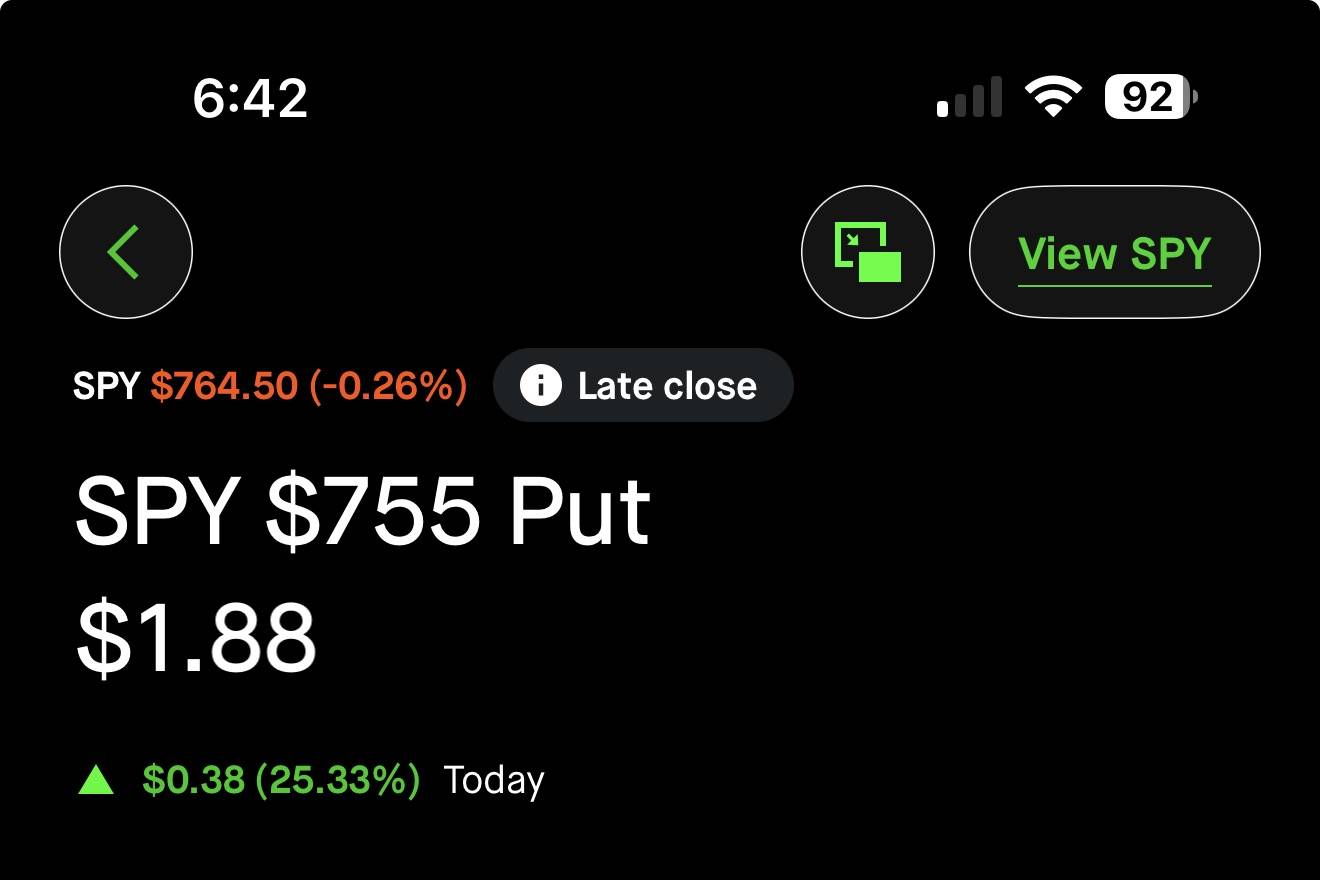 6:42 92
View SPY
SPY $764.50 (-0.26%) Late close
SPY $755 Put
$1.88
$0.38 (25.33%) Today